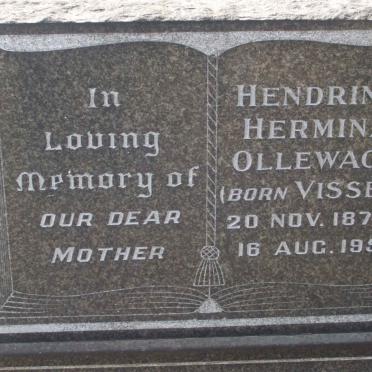 In
Loving
Memory of
OUR DEAR
MOTHER
HENDRIN
HERMINA
OLLEWAG
(BORN VISSE
20 NOV. 187
16 AUG. 195